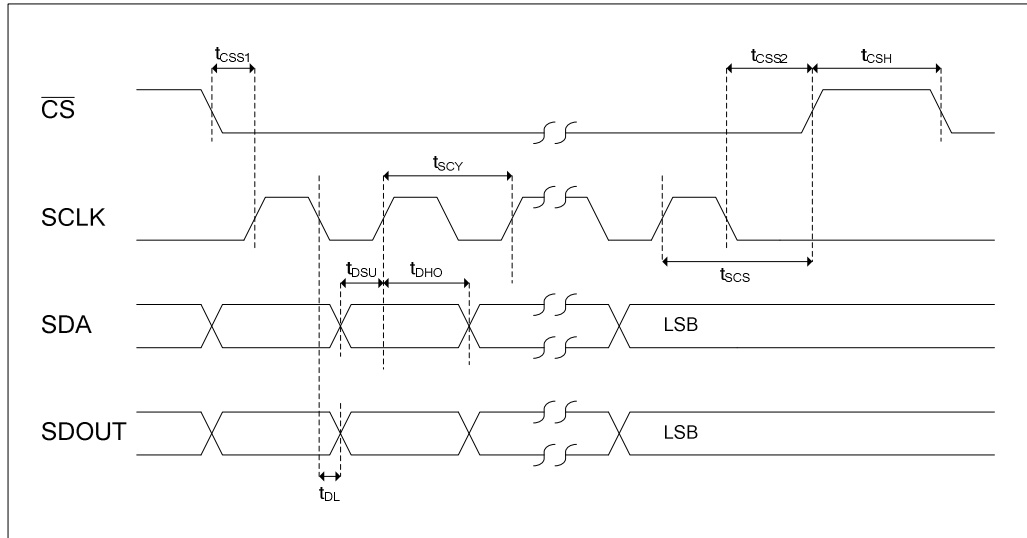 tCSS1
tCSS2
tCSH
CS
tSCY
SCLK
tSCS
tDSU
tDHO
SDA
LSB
SDOUT
LSB
tDL